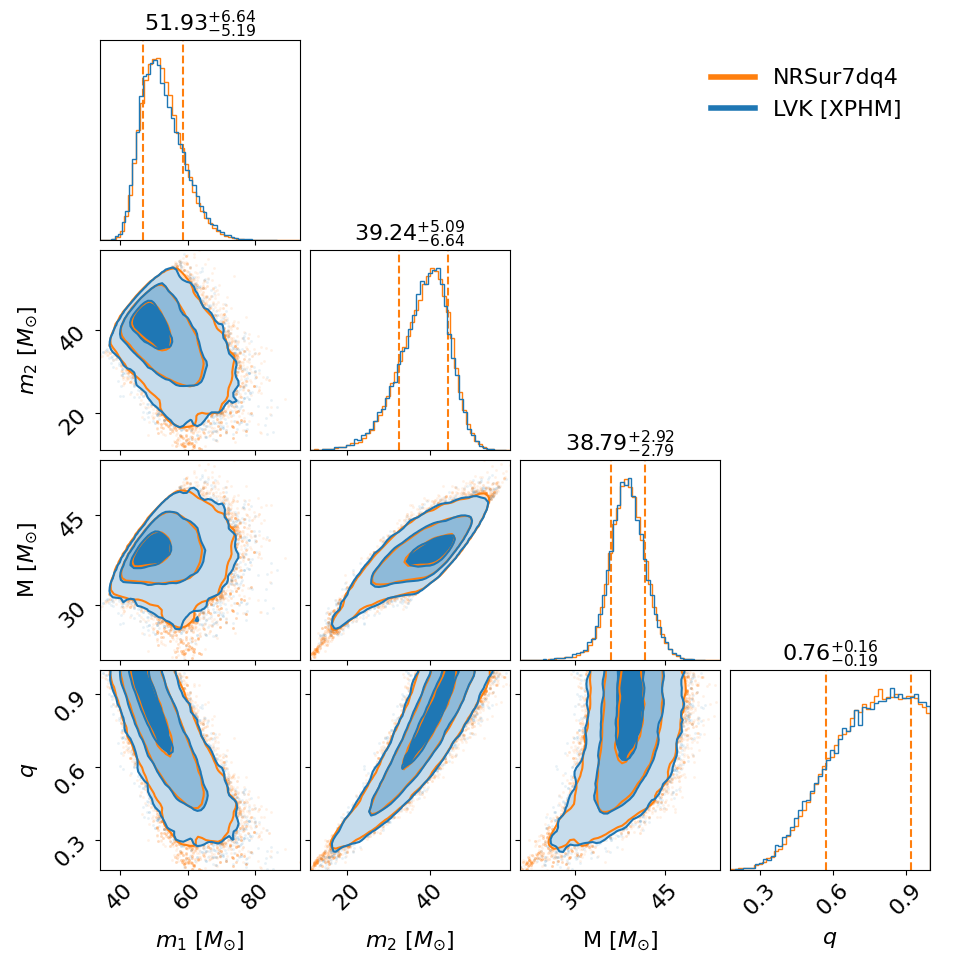 51.93+6.64−5.19
NRSur7dq4
LVK [XPHM]
39.24+5.09−6.64
m2 [M⊙]
40
20
38.79+2.92−2.79
M [M⊙]
45
30
0.76+0.16−0.19
q
0.9
0.6
0.3
40 60 80 20 40 30 45 0.3 0.6 0.9
m1 [M⊙] m2 [M⊙] M [M⊙] q